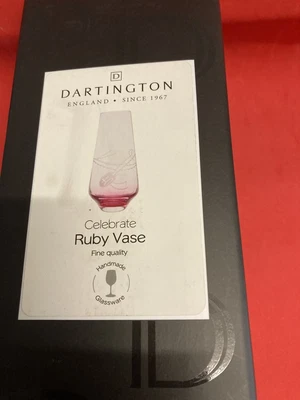 D
DARTINGTON
ENGLAND • SINCE 1967
Celebrate
Ruby Vase
Fine quality
Handmade
Glassware
D